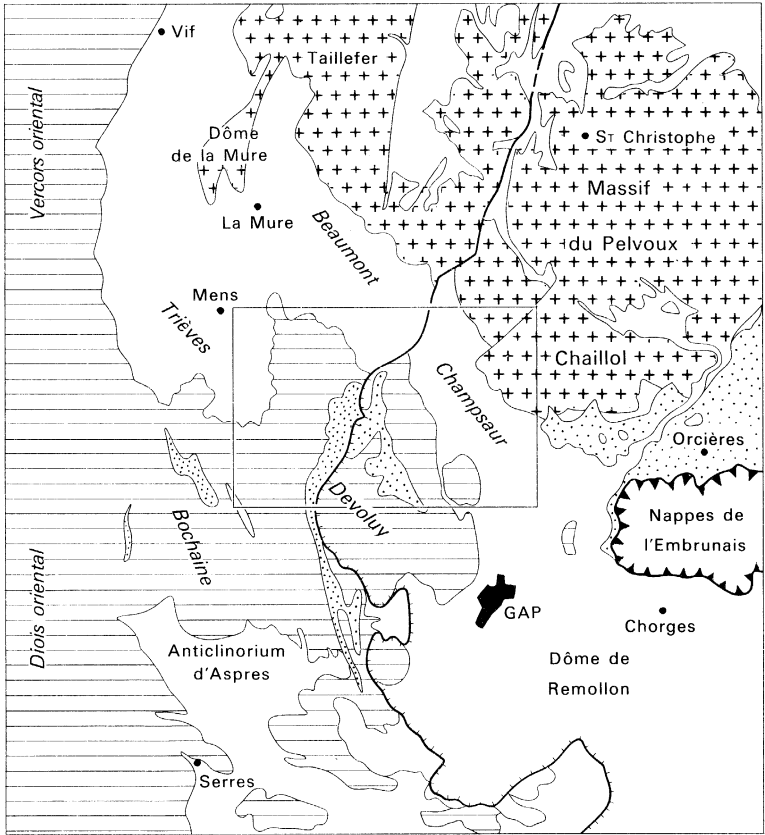 Vif
Taillefer
Vercors oriental
Dôme
de la Mure
ST Christophe
Massif
La Mure
Beaumont
du Pelvoux
Mens
Trièves
Chaillol
Champsaur
Orcières
Devoluy
Bochaine
Nappes de
l'Embrunais
Diois oriental
GAP
Chorges
Anticlinorium
d'Aspres
Dôme de
Remollon
Serres